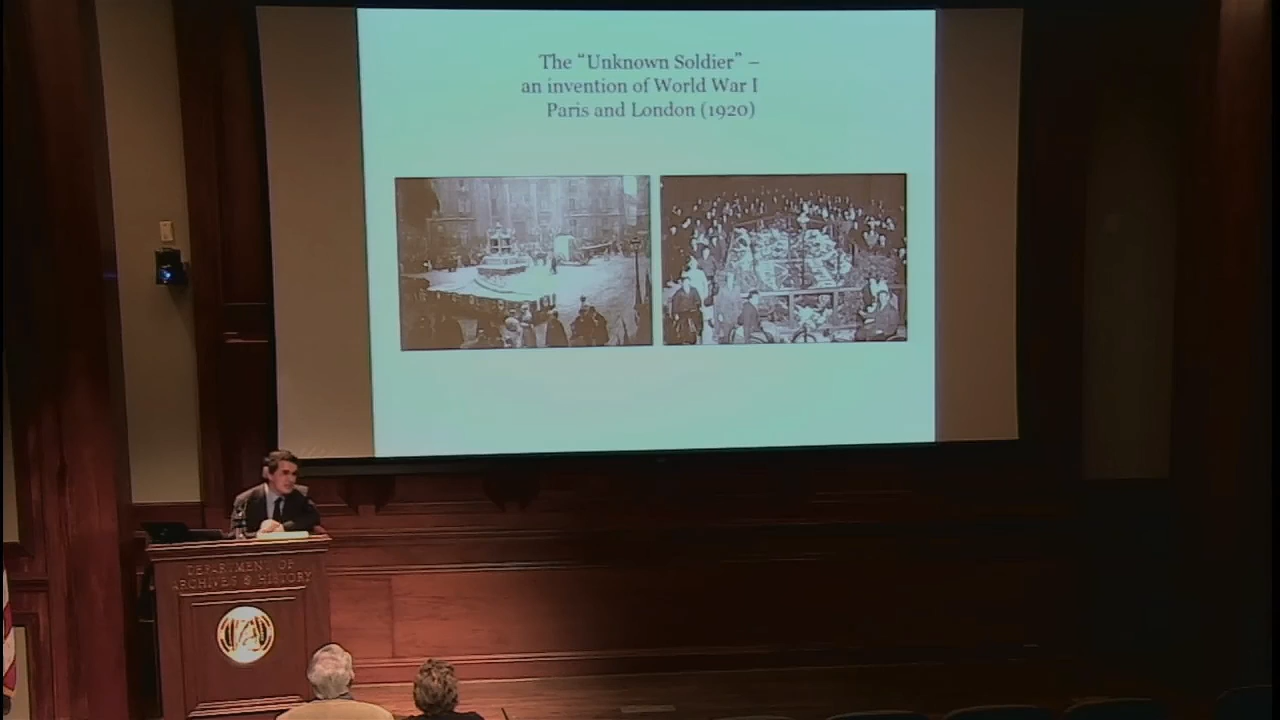 The “Unknown Soldier” –
an invention of World War I
Paris and London (1920)
DEPARTMENT OF
ARCHIVES & HISTORY